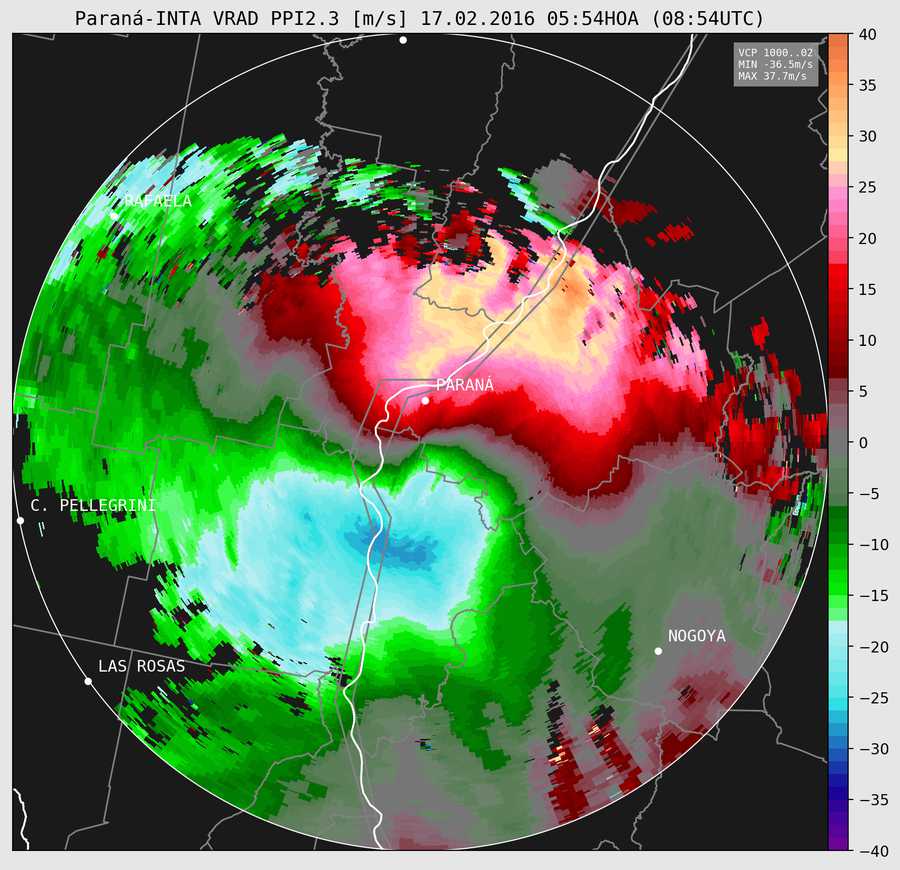 Paraná-INTA VRAD PPI2.3 [m/s] 17.02.2016 05:54HOA (08:54UTC)
VCP 1000..02
MIN -36.5m/s
MAX 37.7m/s
RAFAELA
PARANÁ
C. PELLEGRINI
NOGOYA
LAS ROSAS
40
35
30
25
20
15
10
5
0
−5
−10
−15
−20
−25
−30
−35
−40